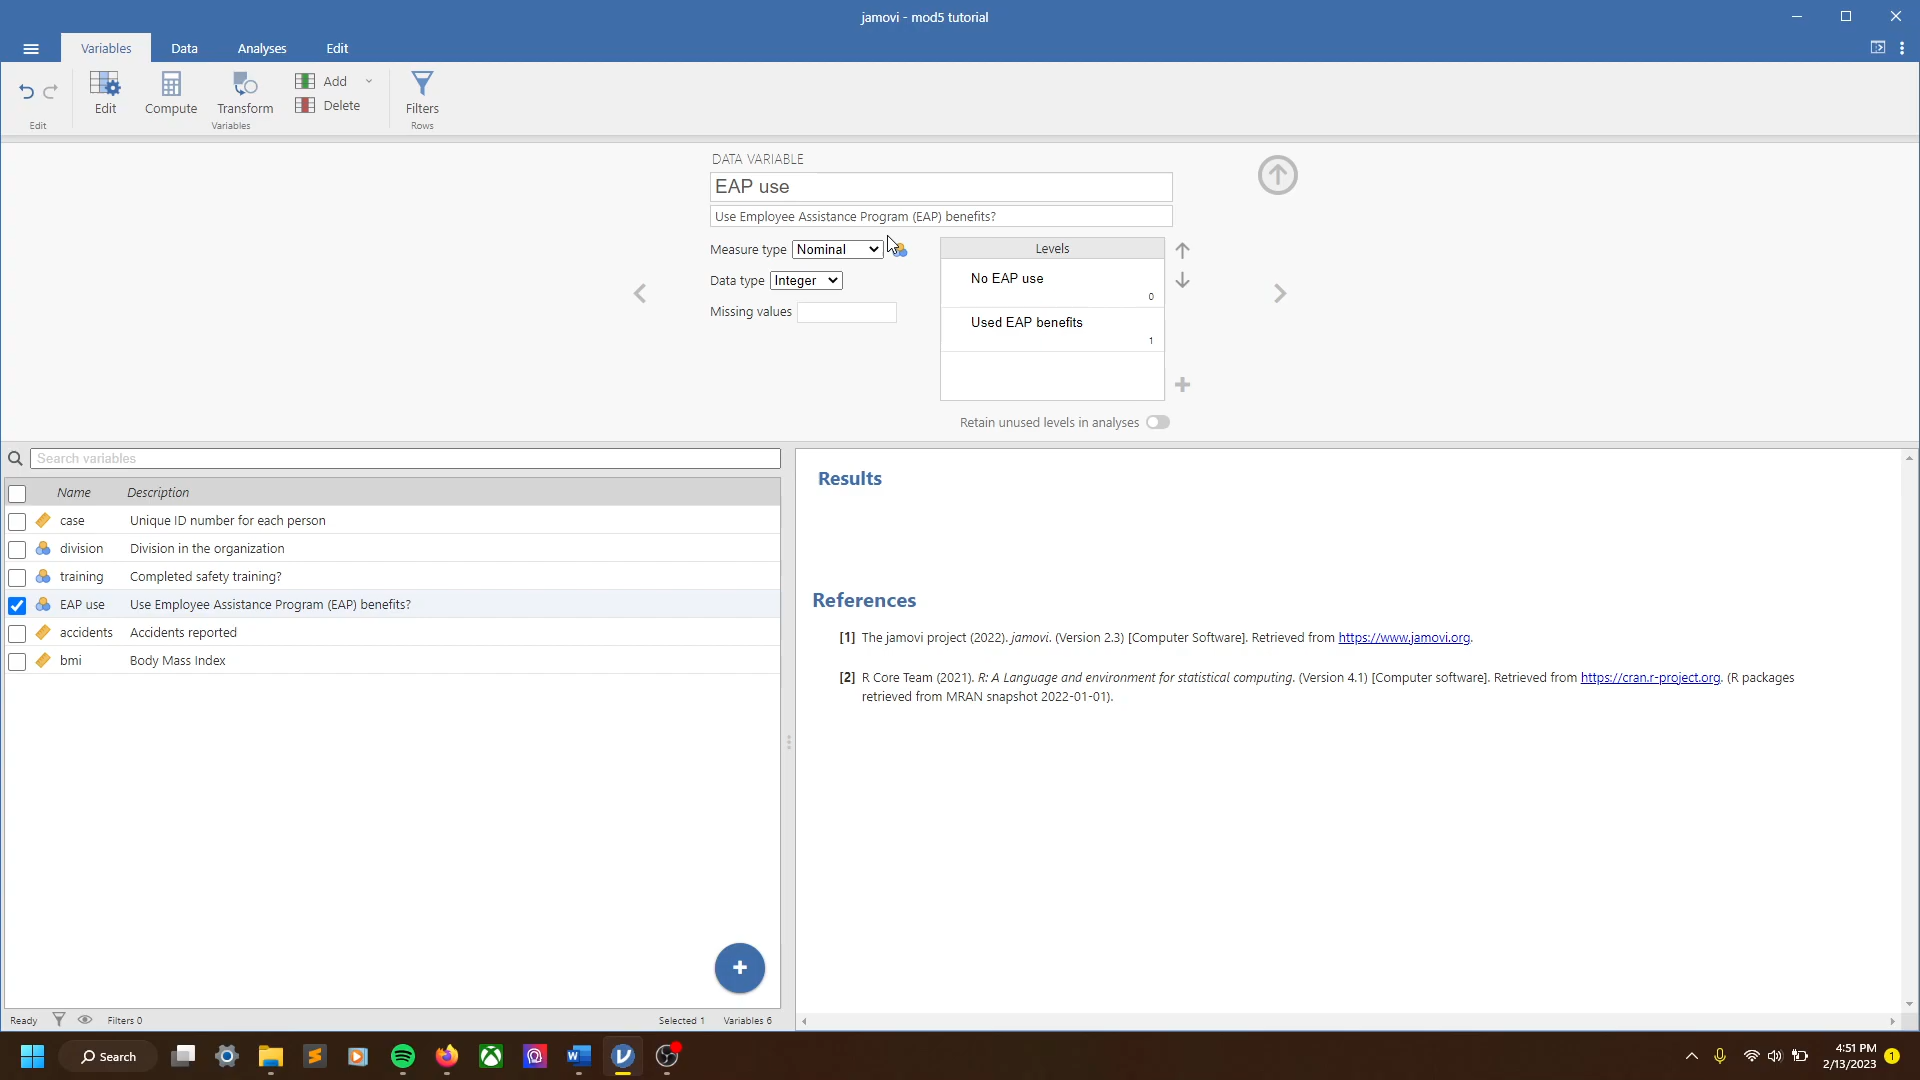 jamovi - mod5 tutorial
Variables
Data
Analyses
Edit
Edit
Edit
Compute
Transform
Variables
Add
Delete
Filters
Rows
DATA VARIABLE
EAP use
Use Employee Assistance Program (EAP) benefits?
Measure type Nominal
Data type Integer
Missing values
Levels
No EAP use
0
Used EAP benefits
1
Retain unused levels in analyses
Search variables
Name Description
case Unique ID number for each person
division Division in the organization
training Completed safety training?
EAP use Use Employee Assistance Program (EAP) benefits?
accidents Accidents reported
bmi Body Mass Index
Ready Filters 0 Selected 1 Variables 6
Results
References
[1] The jamovi project (2022). jamovi. (Version 2.3) [Computer Software]. Retrieved from https://www.jamovi.org.
[2] R Core Team (2021). R: A Language and environment for statistical computing. (Version 4.1) [Computer software]. Retrieved from https://cran.r-project.org. (R packages
retrieved from MRAN snapshot 2022-01-01).
Search
4:51 PM
2/13/2023
1